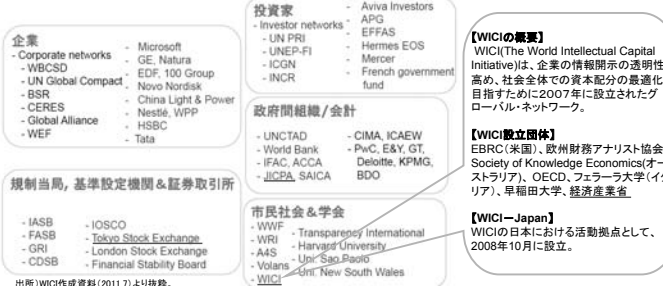 企業
- Corporate networks
- WBCSD
- UN Global Compact
- BSR
- CERES
- Global Alliance
- WEF
- Microsoft
- GE, Natura
- EDF, 100 Group
- Novo Nordisk
- China Light & Power
- Nestlé, WPP
- HSBC
- Tata
投資家
- Investor networks
- UN PRI
- UNEP-FI
- ICGN
- INCR
- Aviva Investors
- APG
- EFFAS
- Hermes EOS
- Mercer
- French government
fund
政府間組織/会計
- UNCTAD
- World Bank
- IFAC, ACCA
- JICPA, SAICA
- CIMA, ICAEW
- PwC, E&Y, GT,
Deloitte, KPMG,
BDO
規制当局, 基準設定機関&証券取引所
- IASB
- FASB
- GRI
- CDSB
- IOSCO
- Tokyo Stock Exchange
- London Stock Exchange
- Financial Stability Board
市民社会&学会
- WWF
- WRI
- A4S
- Volans
- WICI
- Transparency International
- Harvard University
- Uni. Sao Paolo
- Uni. New South Wales
出所)WICI作成資料(2011.7)より抜粋。
【WICIの概要】
WICI(The World Intellectual Capital
Initiative)は、企業の情報開示の透明性
高め、社会全体での資本配分の最適化
目指すために2007年に設立されたグ
ローバル・ネットワーク。
【WICI設立団体】
EBRC(米国)、欧州財務アナリスト協会
Society of Knowledge Economics(オー
ストラリア)、OECD、フェラーラ大学(イタ
リア)、早稲田大学、経済産業省
【WICIーJapan】
WICIの日本における活動拠点として、
2008年10月に設立。